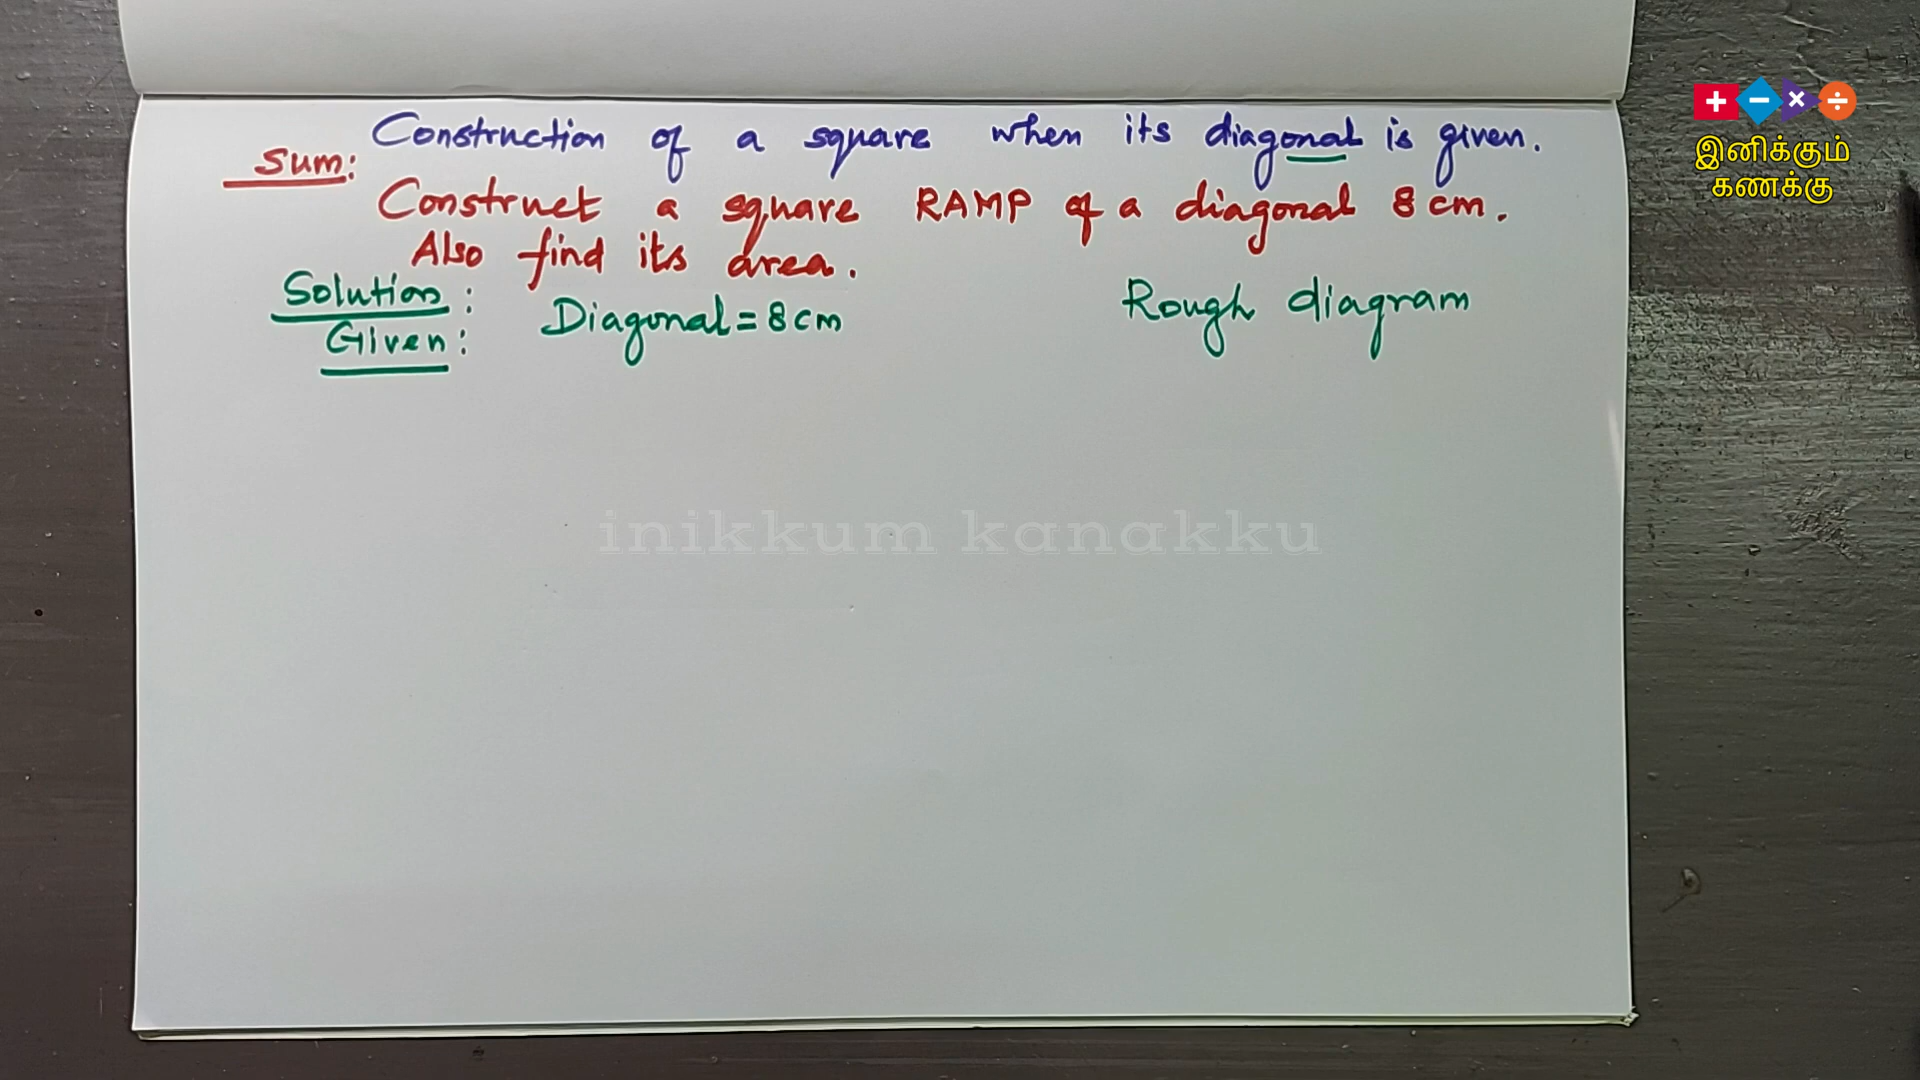 Construction of a square when its diagonal is given.
Sum:
Construct a square RAMP of a diagonal 8 cm.
Also find its area.
Solution:
Given: Diagonal = 8 cm
Rough diagram
inikkum kanakku
+ − × ÷
இனிக்கும்
கணக்கு